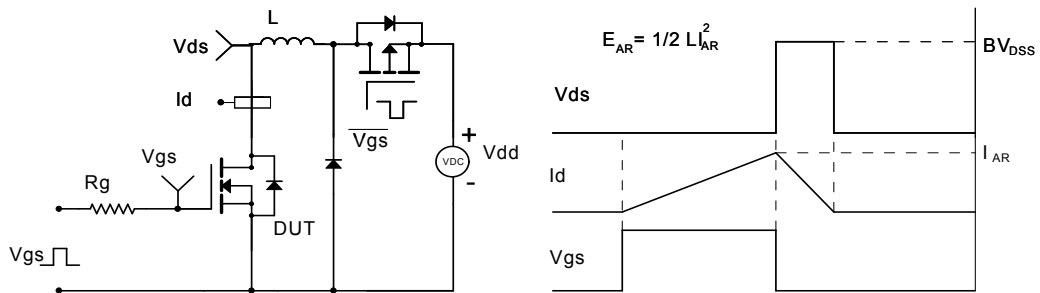 L
Vds
Id
Vgs
Vgs
+
VDC
Vdd
-
Rg
DUT
Vgs
E_AR = 1/2 LI²_AR
BV_DSS
Vds
I_AR
Id
Vgs